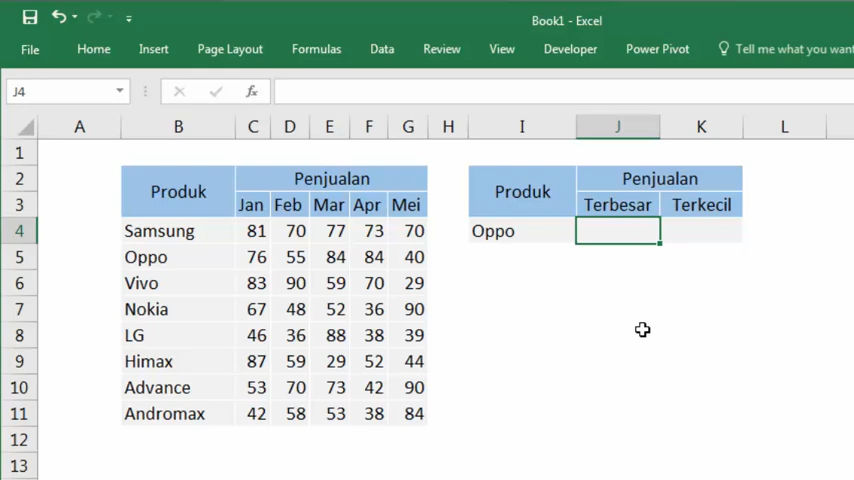 Book1 - Excel
File Home Insert Page Layout Formulas Data Review View Developer Power Pivot Tell me what you want
J4 fx
A B C D E F G H I J K L
1
2 Produk Penjualan Produk Penjualan
3 Jan Feb Mar Apr Mei Terbesar Terkecil
4 Samsung 81 70 77 73 70 Oppo
5 Oppo 76 55 84 84 40
6 Vivo 83 90 59 70 29
7 Nokia 67 48 52 36 90
8 LG 46 36 88 38 39
9 Himax 87 59 29 52 44
10 Advance 53 70 73 42 90
11 Andromax 42 58 53 38 84
12
13